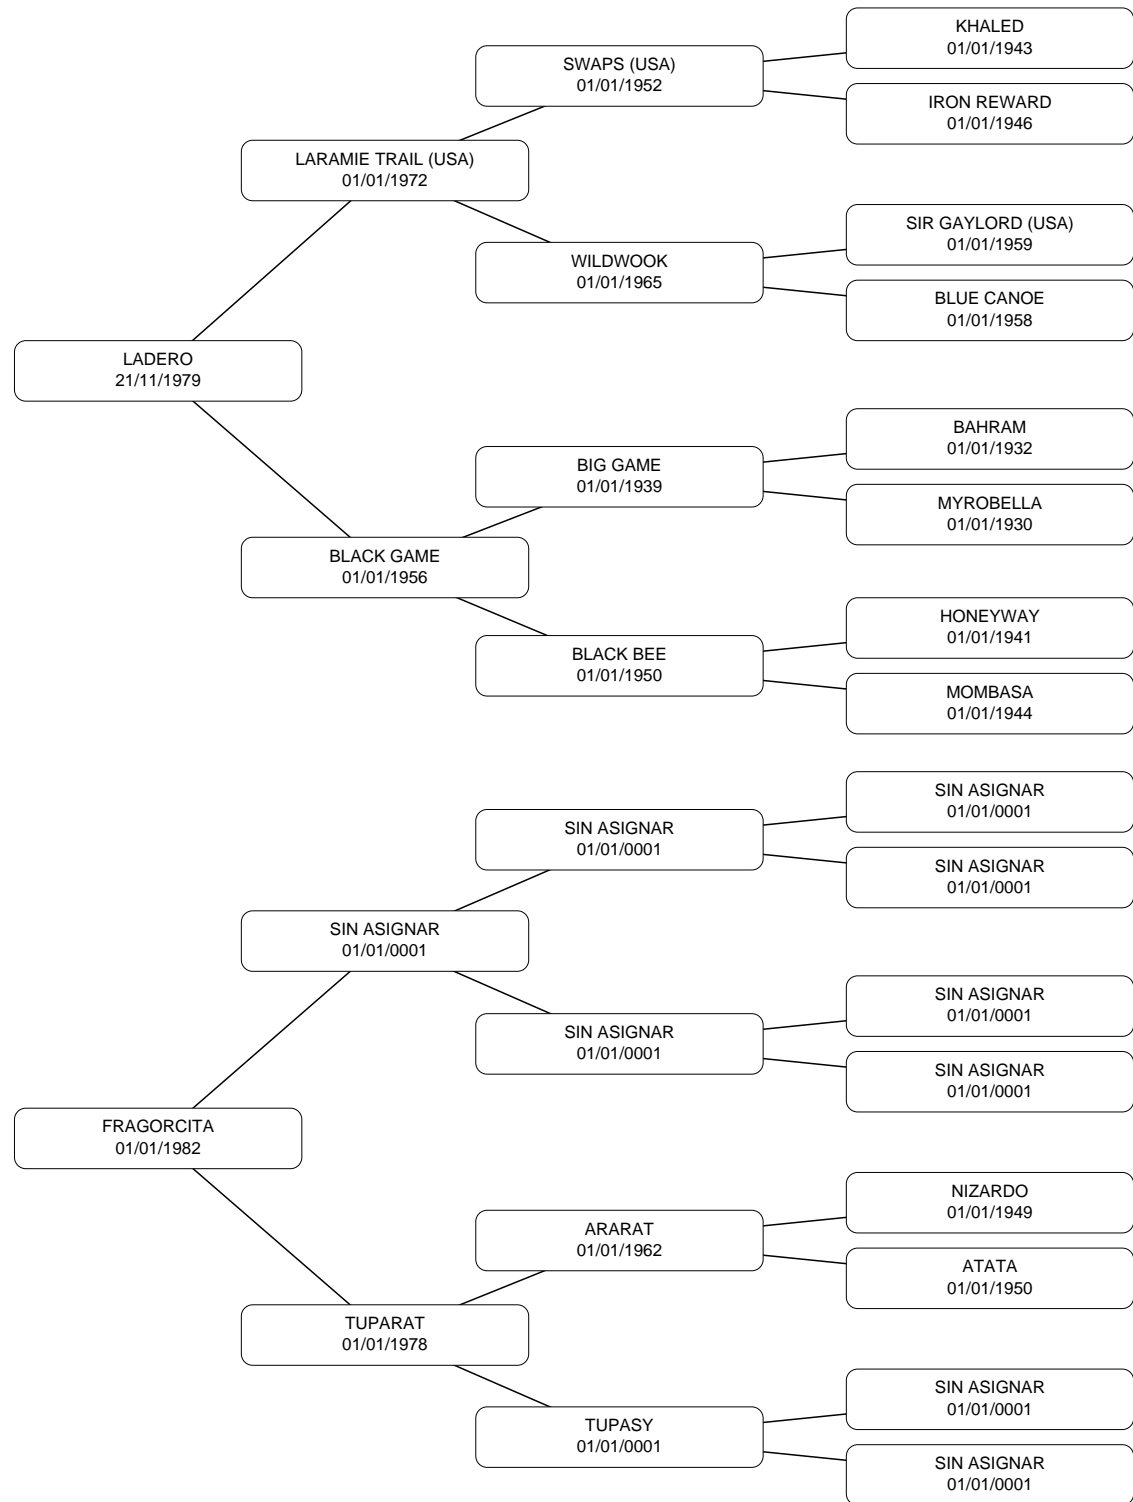 KHALED
01/01/1943
SWAPS (USA)
01/01/1952
IRON REWARD
01/01/1946
LARAMIE TRAIL (USA)
01/01/1972
SIR GAYLORD (USA)
01/01/1959
WILDWOOK
01/01/1965
BLUE CANOE
01/01/1958
LADERO
21/11/1979
BAHRAM
01/01/1932
BIG GAME
01/01/1939
MYROBELLA
01/01/1930
BLACK GAME
01/01/1956
HONEYWAY
01/01/1941
BLACK BEE
01/01/1950
MOMBASA
01/01/1944
SIN ASIGNAR
01/01/0001
SIN ASIGNAR
01/01/0001
SIN ASIGNAR
01/01/0001
SIN ASIGNAR
01/01/0001
SIN ASIGNAR
01/01/0001
SIN ASIGNAR
01/01/0001
SIN ASIGNAR
01/01/0001
FRAGORCITA
01/01/1982
NIZARDO
01/01/1949
ARARAT
01/01/1962
ATATA
01/01/1950
TUPARAT
01/01/1978
SIN ASIGNAR
01/01/0001
TUPASY
01/01/0001
SIN ASIGNAR
01/01/0001